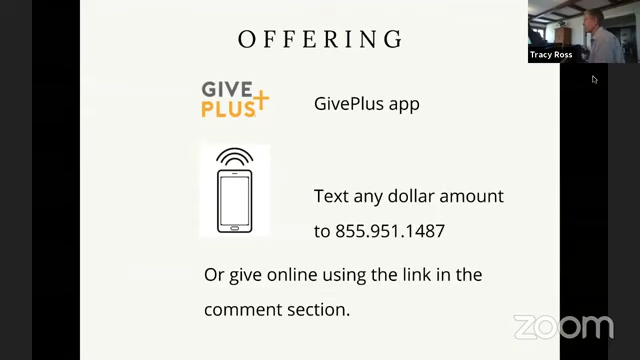 OFFERING
Tracy Ross
GIVE
PLUS+
GivePlus app
Text any dollar amount
to 855.951.1487
Or give online using the link in the
comment section.
zoom